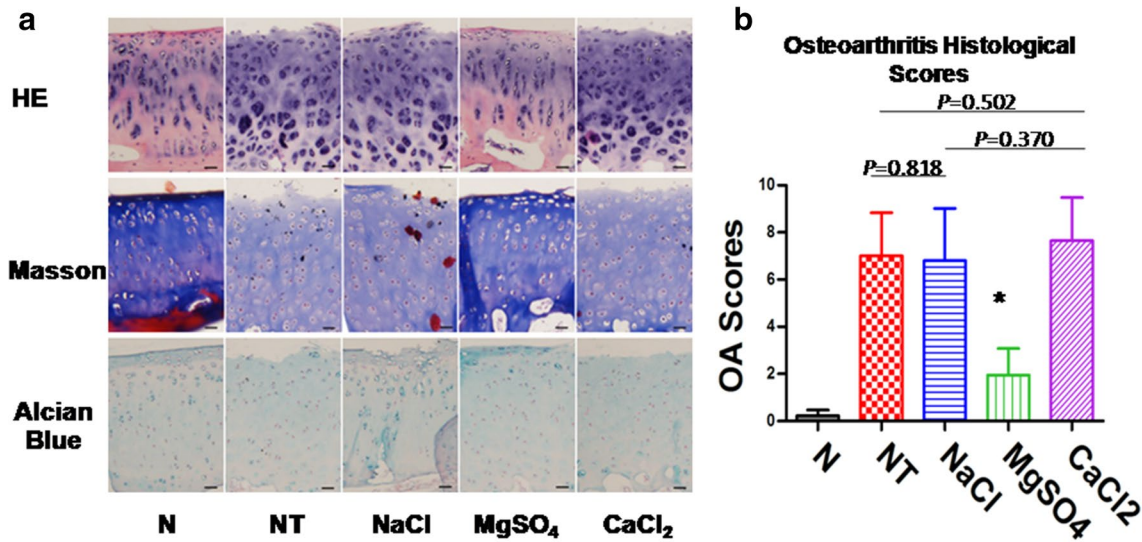 a
HE
Masson
Alcian
Blue
N NT NaCl MgSO₄ CaCl₂
b
Osteoarthritis Histological
Scores
P=0.502
P=0.370
P=0.818
OA Scores
10
8
6
4
2
0
*
N NT NaCl MgSO4 CaCl2